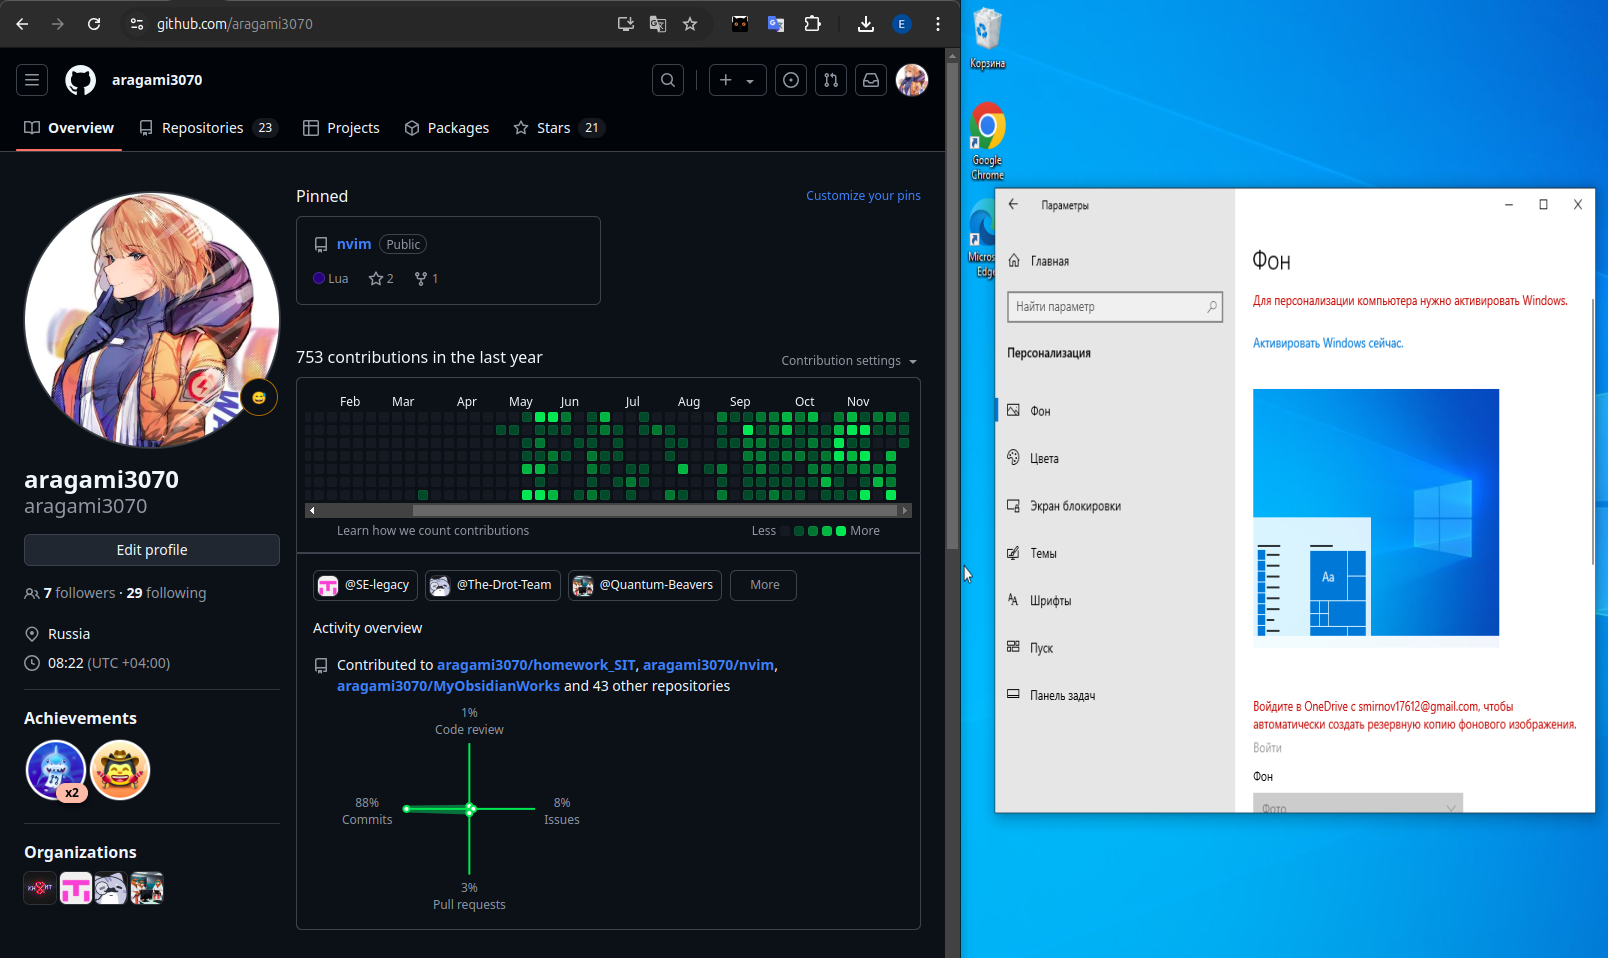 github.com/aragami3070
E
aragami3070
Overview
Repositories 23
Projects
Packages
Stars 21
Pinned
Customize your pins
nvim Public
Lua 2 1
753 contributions in the last year
Contribution settings
Feb Mar Apr May Jun Jul Aug Sep Oct Nov
Learn how we count contributions
Less More
@SE-legacy @The-Drot-Team @Quantum-Beavers More
Activity overview
Contributed to aragami3070/homework_SIT, aragami3070/nvim,
aragami3070/MyObsidianWorks and 43 other repositories
1%
Code review
88%
Commits
8%
Issues
3%
Pull requests
aragami3070
aragami3070
Edit profile
7 followers · 29 following
Russia
08:22 (UTC +04:00)
Achievements
x2
Organizations
Корзина
Google
Chrome
Micros
Edge
Параметры
Главная
Найти параметр
Персонализация
Фон
Цвета
Экран блокировки
Темы
Шрифты
Пуск
Панель задач
Фон
Для персонализации компьютера нужно активировать Windows.
Активировать Windows сейчас.
Aa
Войдите в OneDrive с smirnov17612@gmail.com, чтобы
автоматически создать резервную копию фонового изображения.
Войти
Фон
Фото